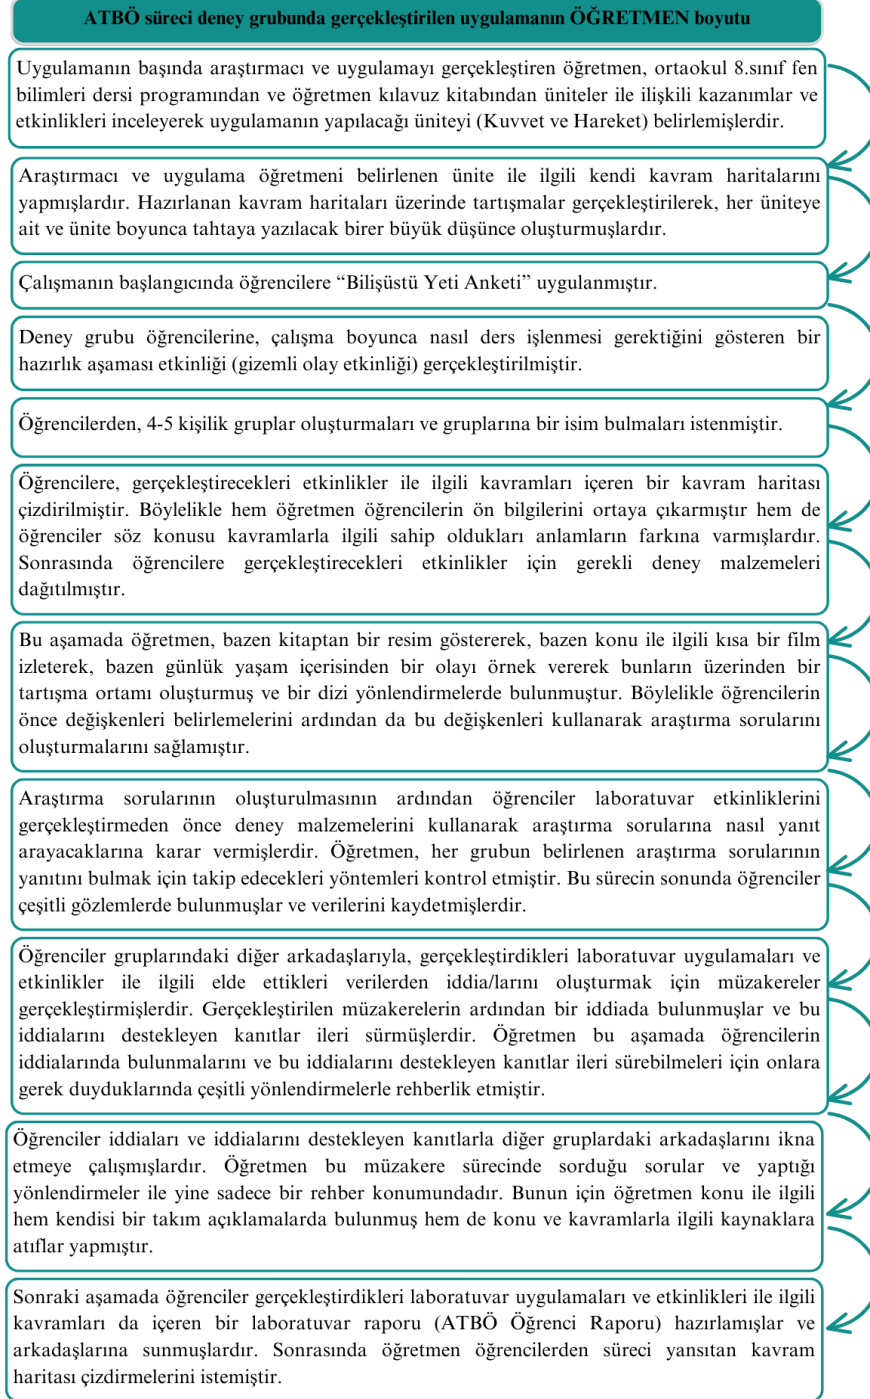 ATBÖ süreci deney grubunda gerçekleştirilen uygulamanın ÖĞRETMEN boyutu
Uygulamanın başında araştırmacı ve uygulamayı gerçekleştiren öğretmen, ortaokul 8.sınıf fen
bilimleri dersi programından ve öğretmen kılavuz kitabından üniteler ile ilişkili kazanımlar ve
etkinlikleri inceleyerek uygulamanın yapılacağı üniteyi (Kuvvet ve Hareket) belirlemişlerdir.
Araştırmacı ve uygulama öğretmeni belirlenen ünite ile ilgili kendi kavram haritalarını
yapmışlardır. Hazırlanan kavram haritaları üzerinde tartışmalar gerçekleştirilerek, her üniteye
ait ve ünite boyunca tahtaya yazılacak birer büyük düşünce oluşturmuşlardır.
Çalışmanın başlangıcında öğrencilere “Bilişüstü Yeti Anketi” uygulanmıştır.
Deney grubu öğrencilerine, çalışma boyunca nasıl ders işlenmesi gerektiğini gösteren bir
hazırlık aşaması etkinliği (gizemli olay etkinliği) gerçekleştirilmiştir.
Öğrencilerden, 4-5 kişilik gruplar oluşturmaları ve gruplarına bir isim bulmaları istenmiştir.
Öğrencilere, gerçekleştirecekleri etkinlikler ile ilgili kavramları içeren bir kavram haritası
çizdirilmiştir. Böylelikle hem öğretmen öğrencilerin ön bilgilerini ortaya çıkarmıştır hem de
öğrenciler söz konusu kavramlarla ilgili sahip oldukları anlamların farkına varmışlardır.
Sonrasında öğrencilere gerçekleştirecekleri etkinlikler için gerekli deney malzemeleri
dağıtılmıştır.
Bu aşamada öğretmen, bazen kitaptan bir resim göstererek, bazen konu ile ilgili kısa bir film
izleterek, bazen günlük yaşam içerisinden bir olayı örnek vererek bunların üzerinden bir
tartışma ortamı oluşturmuş ve bir dizi yönlendirmelerde bulunmuştur. Böylelikle öğrencilerin
önce değişkenleri belirlemelerini ardından da bu değişkenleri kullanarak araştırma sorularını
oluşturmalarını sağlamıştır.
Araştırma sorularının oluşturulmasının ardından öğrenciler laboratuvar etkinliklerini
gerçekleştirmeden önce deney malzemelerini kullanarak araştırma sorularına nasıl yanıt
arayacaklarına karar vermişlerdir. Öğretmen, her grubun belirlenen araştırma sorularının
yanıtını bulmak için takip edecekleri yöntemleri kontrol etmiştir. Bu sürecin sonunda öğrenciler
çeşitli gözlemlerde bulunmuşlar ve verilerini kaydetmişlerdir.
Öğrenciler gruplarındaki diğer arkadaşlarıyla, gerçekleştirdikleri laboratuvar uygulamaları ve
etkinlikler ile ilgili elde ettikleri verilerden iddia/larını oluşturmak için müzakereler
gerçekleştirmişlerdir. Gerçekleştirilen müzakerelerin ardından bir iddiada bulunmuşlar ve bu
iddialarını destekleyen kanıtlar ileri sürmüşlerdir. Öğretmen bu aşamada öğrencilerin
iddialarında bulunmalarını ve bu iddialarını destekleyen kanıtlar ileri sürebilmeleri için onlara
gerek duyduklarında çeşitli yönlendirmelerle rehberlik etmiştir.
Öğrenciler iddiaları ve iddialarını destekleyen kanıtlarla diğer gruplardaki arkadaşlarını ikna
etmeye çalışmışlardır. Öğretmen bu müzakere sürecinde sorduğu sorular ve yaptığı
yönlendirmeler ile yine sadece bir rehber konumundadır. Bunun için öğretmen konu ile ilgili
hem kendisi bir takım açıklamalarda bulunmuş hem de konu ve kavramlarla ilgili kaynaklara
atıflar yapmıştır.
Sonraki aşamada öğrenciler gerçekleştirdikleri laboratuvar uygulamaları ve etkinlikleri ile ilgili
kavramları da içeren bir laboratuvar raporu (ATBÖ Öğrenci Raporu) hazırlamışlar ve
arkadaşlarına sunmuşlardır. Sonrasında öğretmen öğrencilerden süreci yansıtan kavram
haritası çizdirmelerini istemiştir.